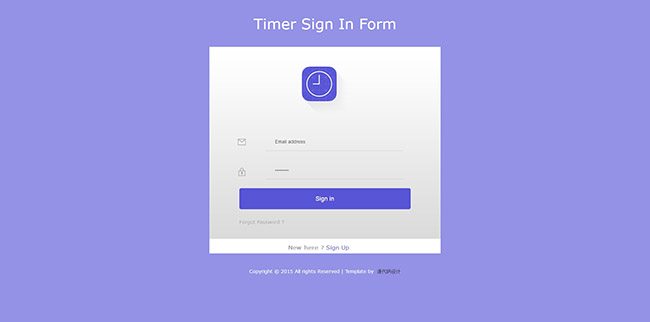 Timer Sign In Form
Email address
Sign in
Forgot Password ?
New here ? Sign Up
Copyright © 2015 All rights Reserved | Template by